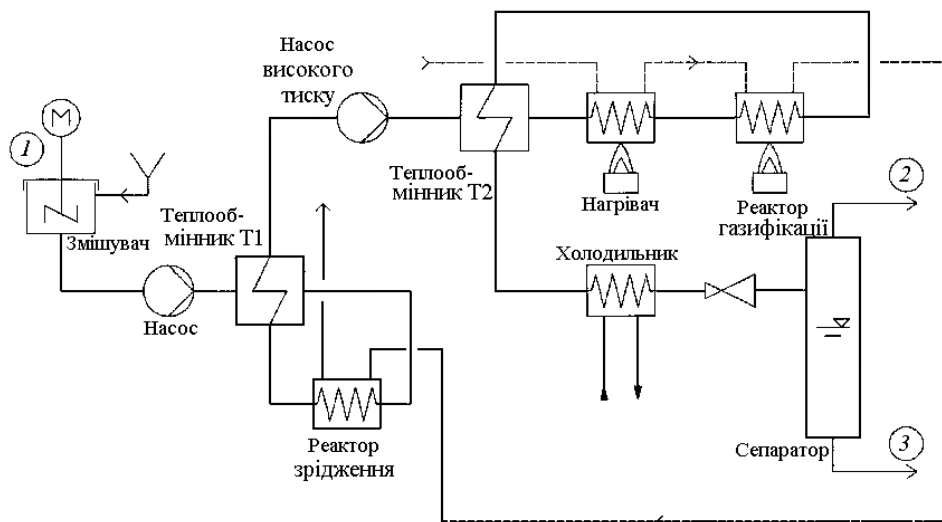 Насос
високого
тиску
M
1
Змішувач
Теплооб-
мінник Т1
Насос
Теплооб-
мінник Т2
Нагрівач
Реактор
газифікації
2
Холодильник
Реактор
зрідження
Сепаратор
3